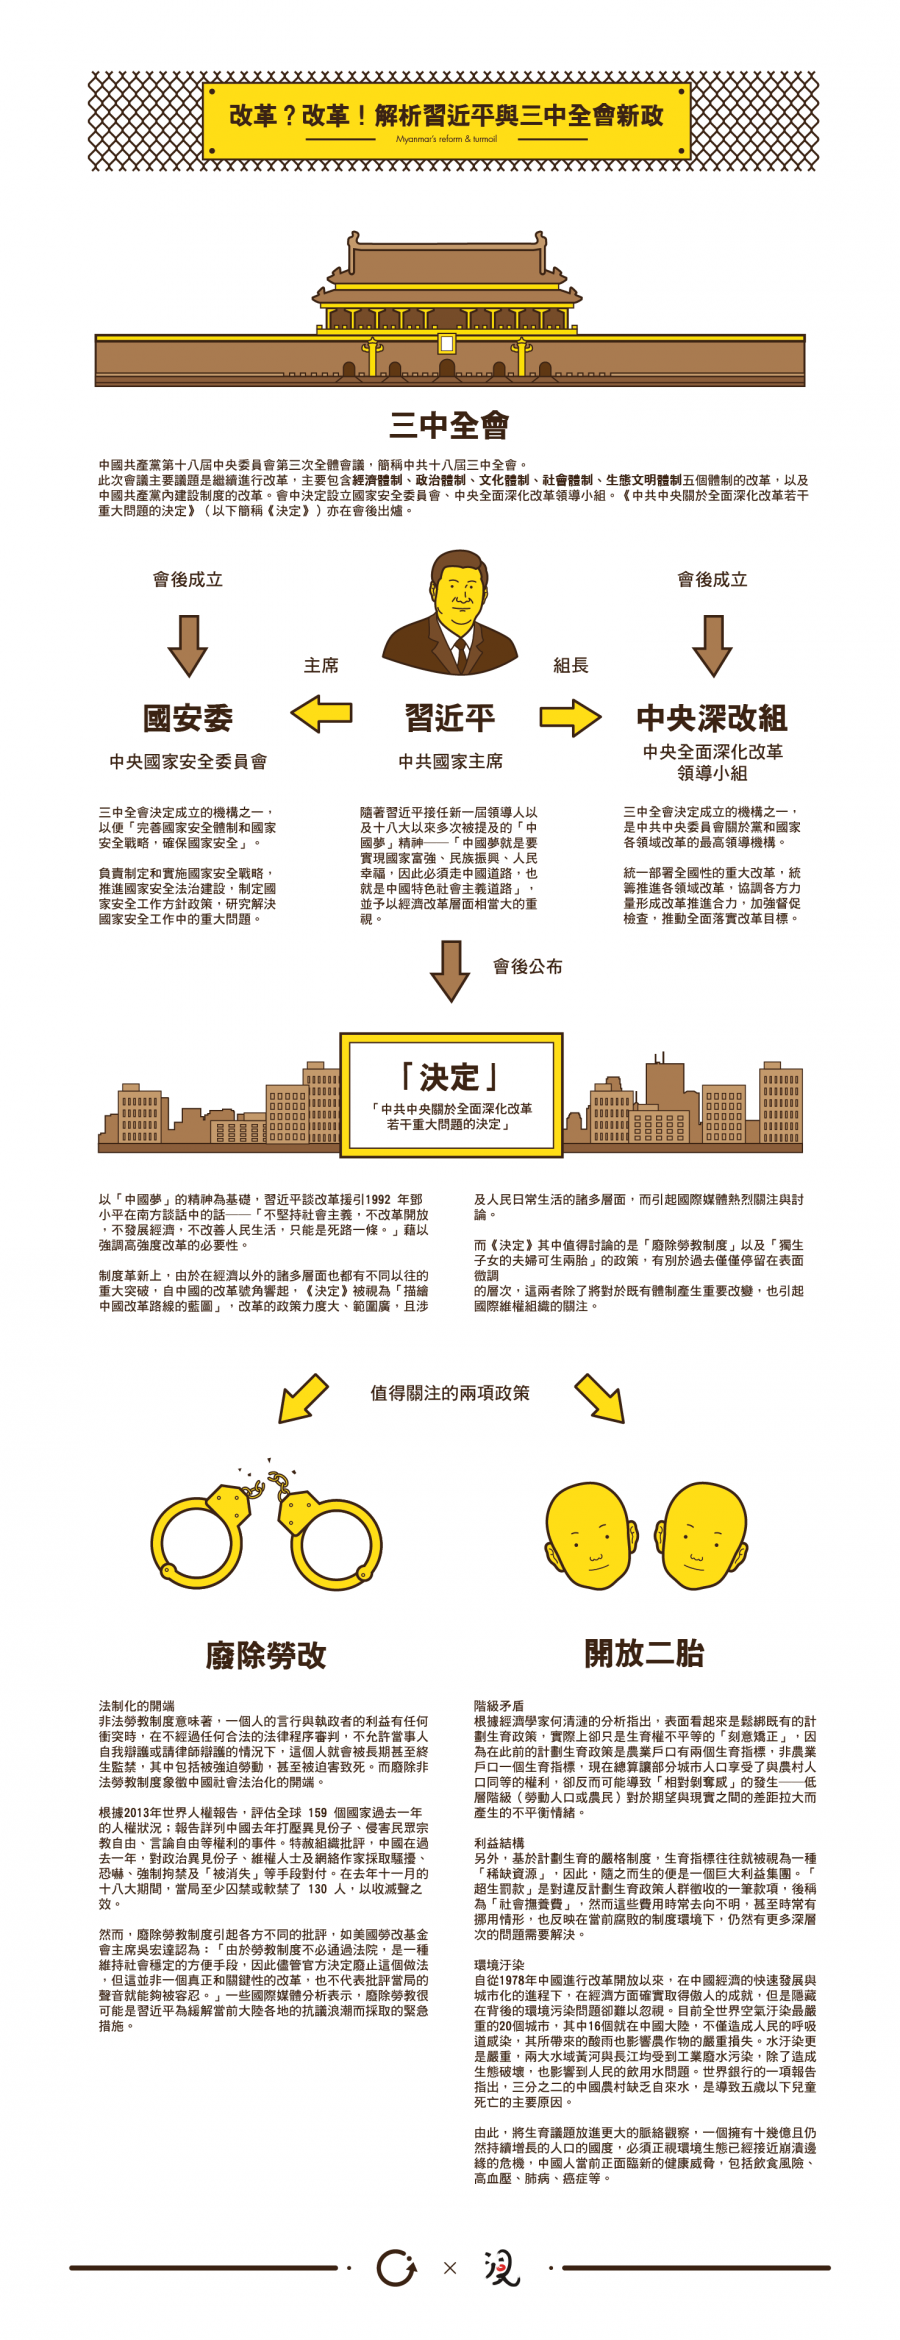 改革？改革！解析習近平與三中全會新政
Myanmar's reform & turmoil
三中全會
中國共產黨第十八屆中央委員會第三次全體會議，簡稱中共十八屆三中全會。
此次會議主要議題是繼續進行改革，主要包含經濟體制、政治體制、文化體制、社會體制、生態文明體制五個體制的改革，以及
中國共產黨內建設制度的改革。會中決定設立國家安全委員會、中央全面深化改革領導小組。《中共中央關於全面深化改革若干
重大問題的決定》（以下簡稱《決定》）亦在會後出爐。
會後成立
會後成立
主席
組長
國安委
習近平
中央深改組
中央國家安全委員會
中共國家主席
中央全面深化改革
領導小組
三中全會決定成立的機構之一，
以便「完善國家安全體制和國家
安全戰略，確保國家安全」。
負責制定和實施國家安全戰略，
推進國家安全法治建設，制定國
家安全工作方針政策，研究解決
國家安全工作中的重大問題。
隨著習近平接任新一屆領導人以
及十八大以來多次被提及的「中
國夢」精神——「中國夢就是要
實現國家富強、民族振興、人民
幸福，因此必須走中國道路，也
就是中國特色社會主義道路」，
並予以經濟改革層面相當大的重
視。
三中全會決定成立的機構之一，
是中共中央委員會關於黨和國家
各領域改革的最高領導機構。
統一部署全國性的重大改革，統
籌推進各領域改革，協調各方力
量形成改革推進合力，加強督促
檢查，推動全面落實改革目標。
會後公布
「決定」
「中共中央關於全面深化改革
若干重大問題的決定」
以「中國夢」的精神為基礎，習近平談改革援引1992 年鄧
小平在南方談話中的話——「不堅持社會主義，不改革開放
，不發展經濟，不改善人民生活，只能是死路一條。」藉以
強調高強度改革的必要性。
制度革新上，由於在經濟以外的諸多層面也都有不同以往的
重大突破，自中國的改革號角響起，《決定》被視為「描繪
中國改革路線的藍圖」，改革的政策力度大、範圍廣，且涉
及人民日常生活的諸多層面，而引起國際媒體熱烈關注與討
論。
而《決定》其中值得討論的是「廢除勞教制度」以及「獨生
子女的夫婦可生兩胎」的政策，有別於過去僅僅停留在表面
微調
的層次，這兩者除了將對於既有體制產生重要改變，也引起
國際維權組織的關注。
值得關注的兩項政策
廢除勞改
開放二胎
法制化的開端
非法勞教制度意味著，一個人的言行與執政者的利益有任何
衝突時，在不經過任何合法的法律程序審判，不允許當事人
自我辯護或請律師辯護的情況下，這個人就會被長期甚至終
生監禁，其中包括被強迫勞動，甚至被迫害致死。而廢除非
法勞教制度象徵中國社會法治化的開端。
根據2013年世界人權報告，評估全球 159 個國家過去一年
的人權狀況；報告詳列中國去年打壓異見份子、侵害民眾宗
教自由、言論自由等權利的事件。特赦組織批評，中國在過
去一年，對政治異見份子、維權人士及網絡作家採取騷擾、
恐嚇、強制拘禁及「被消失」等手段對付。在去年十一月的
十八大期間，當局至少囚禁或軟禁了 130 人，以收滅聲之
效。
然而，廢除勞教制度引起各方不同的批評，如美國勞改基金
會主席吳宏達認為：「由於勞教制度不必通過法院，是一種
維持社會穩定的方便手段，因此儘管官方決定廢止這個做法
，但這並非一個真正和關鍵性的改革，也不代表批評當局的
聲音就能夠被容忍。」一些國際媒體分析表示，廢除勞教很
可能是習近平為緩解當前大陸各地的抗議浪潮而採取的緊急
措施。
階級矛盾
根據經濟學家何清漣的分析指出，表面看起來是鬆綁既有的計
劃生育政策，實際上卻只是生育權不平等的「刻意矯正」，因
為在此前的計劃生育政策是農業戶口有兩個生育指標，非農業
戶口一個生育指標，現在總算讓部分城市人口享受了與農村人
口同等的權利，卻反而可能導致「相對剝奪感」的發生——低
層階級（勞動人口或農民）對於期望與現實之間的差距拉大而
產生的不平衡情緒。
利益結構
另外，基於計劃生育的嚴格制度，生育指標往往就被視為一種
「稀缺資源」，因此，隨之而生的便是一個巨大利益集團。「
超生罰款」是對違反計劃生育政策人群徵收的一筆款項，後稱
為「社會撫養費」，然而這些費用時常去向不明，甚至時常有
挪用情形，也反映在當前腐敗的制度環境下，仍然有更多深層
次的問題需要解決。
環境汙染
自從1978年中國進行改革開放以來，在中國經濟的快速發展與
城市化的進程下，在經濟方面確實取得傲人的成就，但是隱藏
在背後的環境污染問題卻難以忽視。目前全世界空氣汙染最嚴
重的20個城市，其中16個就在中國大陸，不僅造成人民的呼吸
道感染，其所帶來的酸雨也影響農作物的嚴重損失。水汙染更
是嚴重，兩大水域黃河與長江均受到工業廢水污染，除了造成
生態破壞，也影響到人民的飲用水問題。世界銀行的一項報告
指出，三分之二的中國農村缺乏自來水，是導致五歲以下兒童
死亡的主要原因。
由此，將生育議題放進更大的脈絡觀察，一個擁有十幾億且仍
然持續增長的人口的國度，必須正視環境生態已經接近崩潰邊
緣的危機，中國人當前正面臨新的健康威脅，包括飲食風險、
高血壓、肺病、癌症等。
×